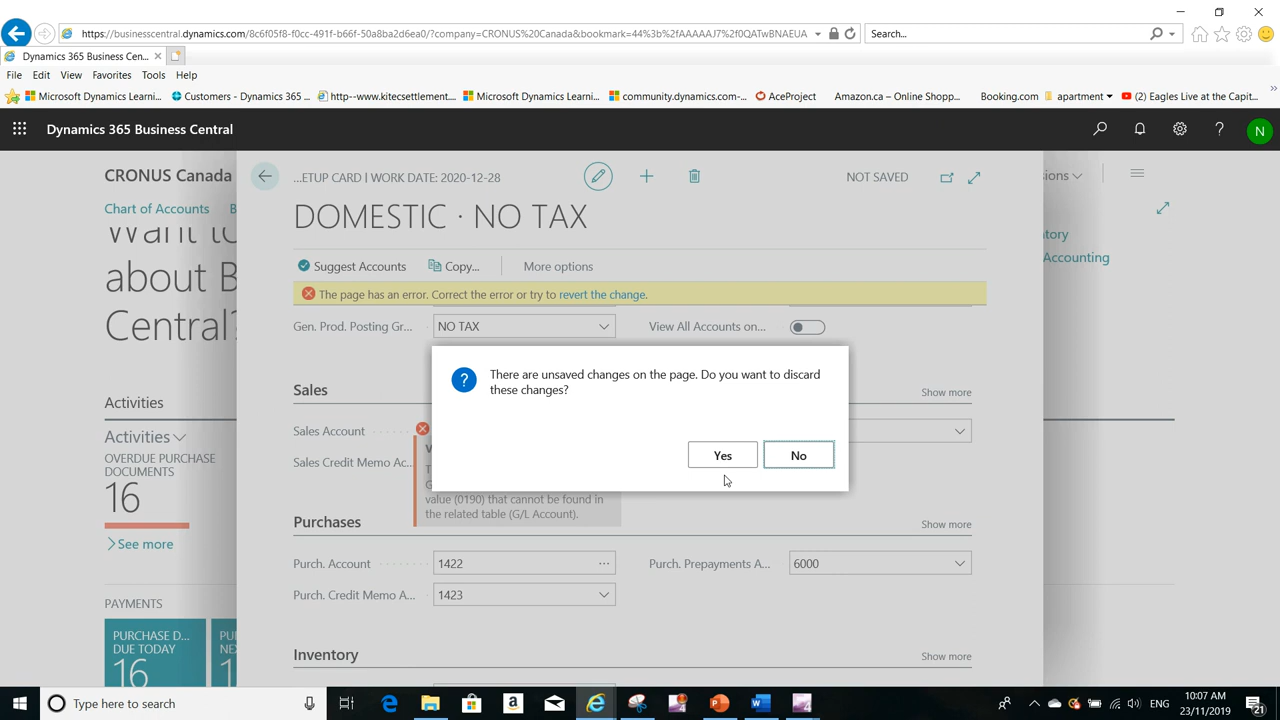 https://businesscentral.dynamics.com/8c6f05f8-f0cc-491f-b66f-50a8ba2d6ea0/?company=CRONUS%20Canada&bookmark=44%3b%2fAAAAAJ7%2f0QATwBNAEUA
Search...
Dynamics 365 Business Cen...
File Edit View Favorites Tools Help
Microsoft Dynamics Learni... Customers - Dynamics 365 ... http--www.kitecsettlement.... Microsoft Dynamics Learni... community.dynamics.com-... AceProject Amazon.ca – Online Shopp... Booking.com apartment (2) Eagles Live at the Capit...
Dynamics 365 Business Central
N
CRONUS Canada
...ETUP CARD | WORK DATE: 2020-12-28
NOT SAVED
Chart of Accounts
DOMESTIC · NO TAX
Want to
about B
Central?
Accounting
Suggest Accounts Copy... More options
The page has an error. Correct the error or try to revert the change.
Gen. Prod. Posting Gr... NO TAX View All Accounts on...
There are unsaved changes on the page. Do you want to discard
these changes?
Yes No
Sales Show more
Sales Account
Sales Credit Memo Ac...
value (0190) that cannot be found in
the related table (G/L Account).
Activities
Activities
OVERDUE PURCHASE
DOCUMENTS
16
See more
Purchases Show more
Purch. Account 1422 Purch. Prepayments A... 6000
Purch. Credit Memo A... 1423
PAYMENTS
PURCHASE D...
DUE TODAY
16
Inventory Show more
Type here to search
ENG
10:07 AM
23/11/2019
21